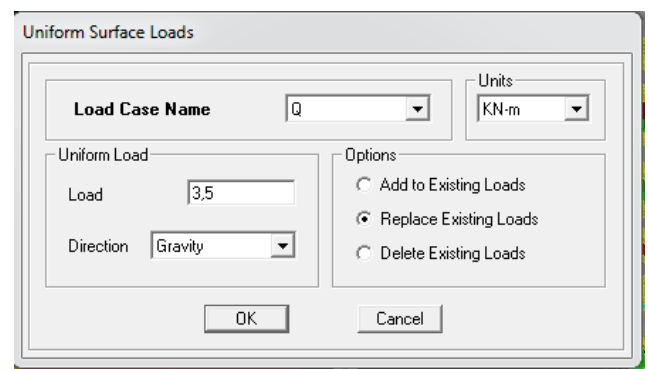 Uniform Surface Loads
Units
Load Case Name Q KN-m
Uniform Load Options
Load 3,5 Add to Existing Loads
Replace Existing Loads
Direction Gravity Delete Existing Loads
OK Cancel